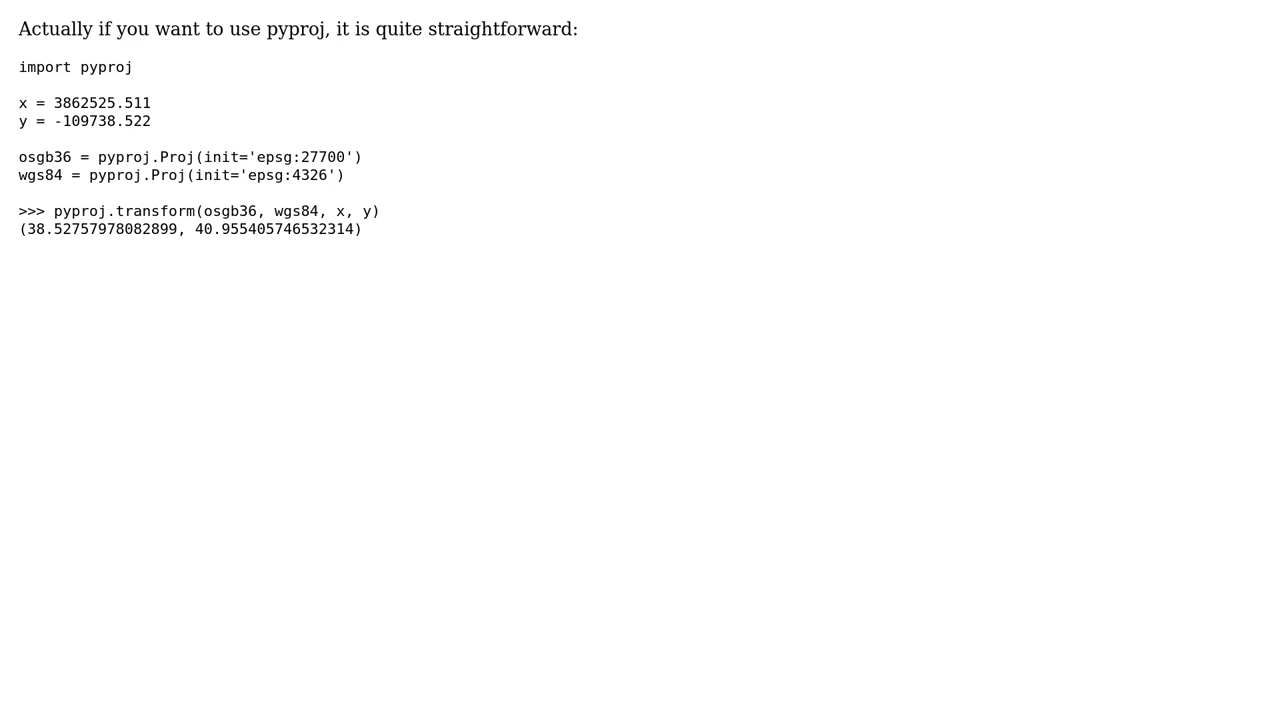 Actually if you want to use pyproj, it is quite straightforward:
import pyproj
x = 3862525.511
y = -109738.522
osgb36 = pyproj.Proj(init='epsg:27700')
wgs84 = pyproj.Proj(init='epsg:4326')
>>> pyproj.transform(osgb36, wgs84, x, y)
(38.52757978082899, 40.955405746532314)